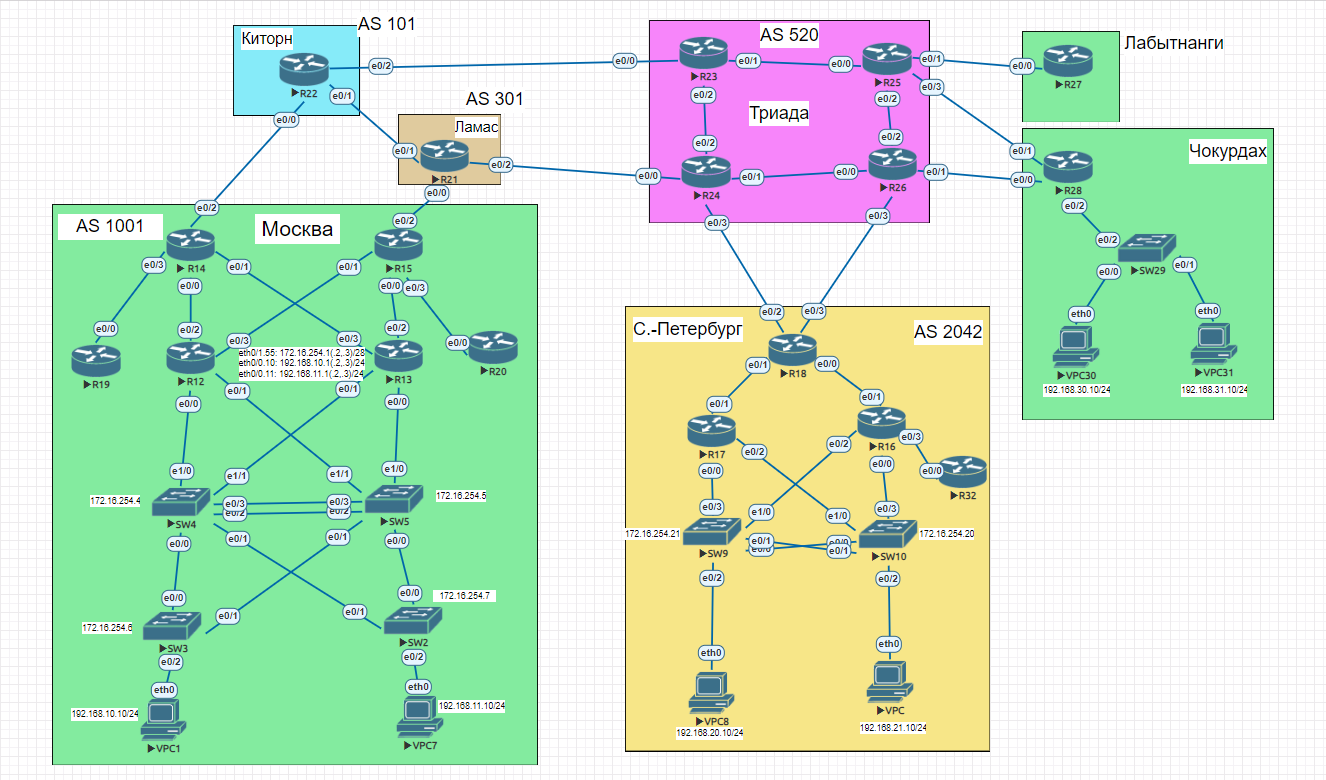 AS 101
Киторн
R22
e0/2
e0/1
e0/0
AS 301
Ламас
e0/1
R21
e0/2
e0/0
AS 520
Триада
e0/0
R23
e0/1
e0/2
e0/0
R25
e0/1
e0/3
e0/2
e0/2
e0/0
R24
e0/1
e0/3
e0/2
e0/0
R26
e0/1
e0/3
Лабытнанги
e0/0
R27
Чокурдах
e0/1
e0/0
R28
e0/2
e0/2
SW29
e0/0
e0/1
eth0
VPC30
192.168.30.10/24
eth0
VPC31
192.168.31.10/24
AS 1001
Москва
e0/2
R14
e0/3
e0/1
e0/0
e0/2
R15
e0/1
e0/0
e0/3
e0/0
R19
e0/2
R12
e0/3
e0/1
e0/0
eth0/1.55: 172.16.254.1(.2,.3)/28
eth0/0.10: 192.168.10.1(.2,.3)/24
eth0/0.11: 192.168.11.1(.2,.3)/24
e0/3
e0/2
R13
e0/1
e0/0
e0/0
R20
172.16.254.4
e1/0
e1/1
SW4
e0/3
e0/2
e0/0
e0/1
e1/1
e1/0
172.16.254.5
e0/3
e0/2
SW5
e0/1
e0/0
172.16.254.6
e0/0
e0/1
SW3
e0/2
e0/1
e0/0
172.16.254.7
SW2
e0/2
eth0
192.168.10.10/24
VPC1
eth0
192.168.11.10/24
VPC7
С.-Петербург
AS 2042
e0/2
e0/3
R18
e0/1
e0/0
e0/1
R17
e0/2
e0/0
e0/1
R16
e0/3
e0/2
e0/0
e0/0
R32
172.16.254.21
e0/3
e1/0
SW9
e0/1
e0/0
e0/2
e1/0
e0/3
172.16.254.20
e0/0
e0/1
SW10
e0/2
eth0
VPC8
192.168.20.10/24
eth0
VPC
192.168.21.10/24